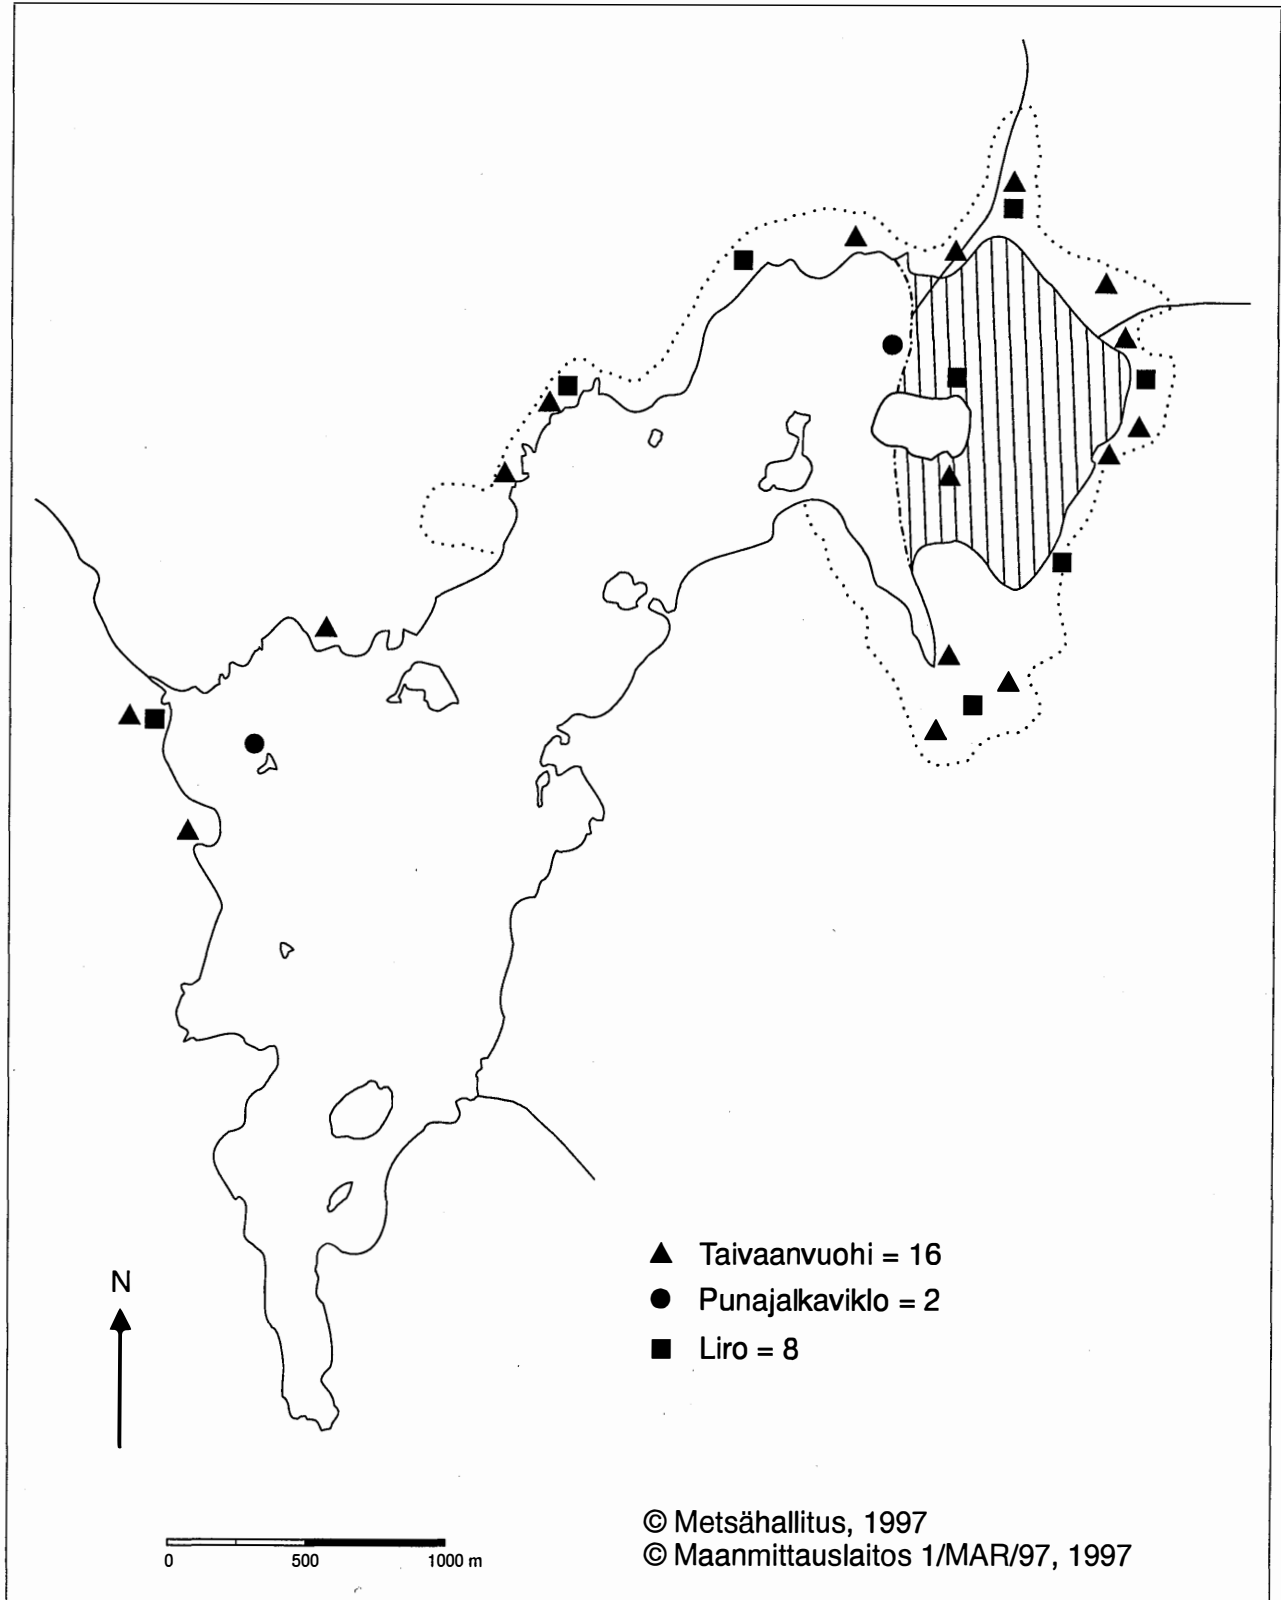 ▲ Taivaanvuohi = 16
● Punajalkaviklo = 2
■ Liro = 8
N
0 500 1000 m
© Metsähallitus, 1997
© Maanmittauslaitos 1/MAR/97, 1997